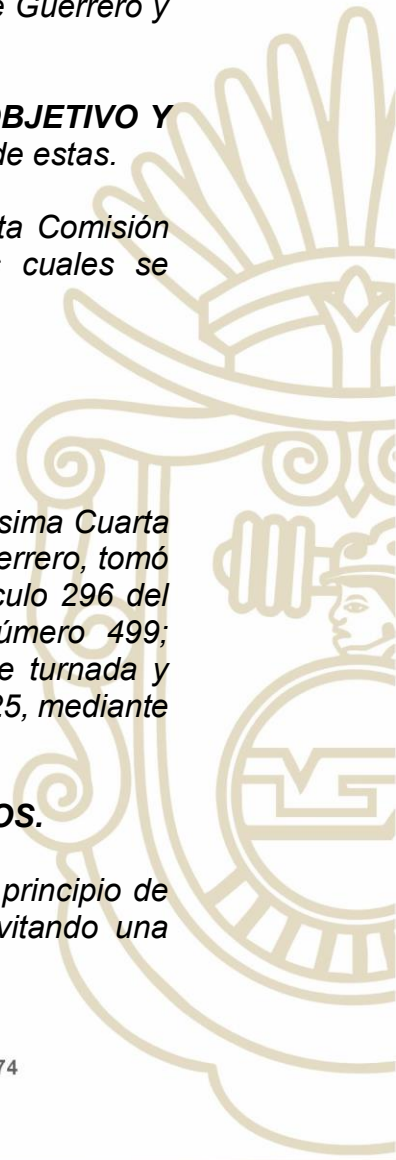 e Guerrero y
BJETIVO Y
de estas.
ta Comisión
cuales se
sima Cuarta
errero, tomó
culo 296 del
úmero 499;
e turnada y
25, mediante
OS.
principio de
vitando una
74